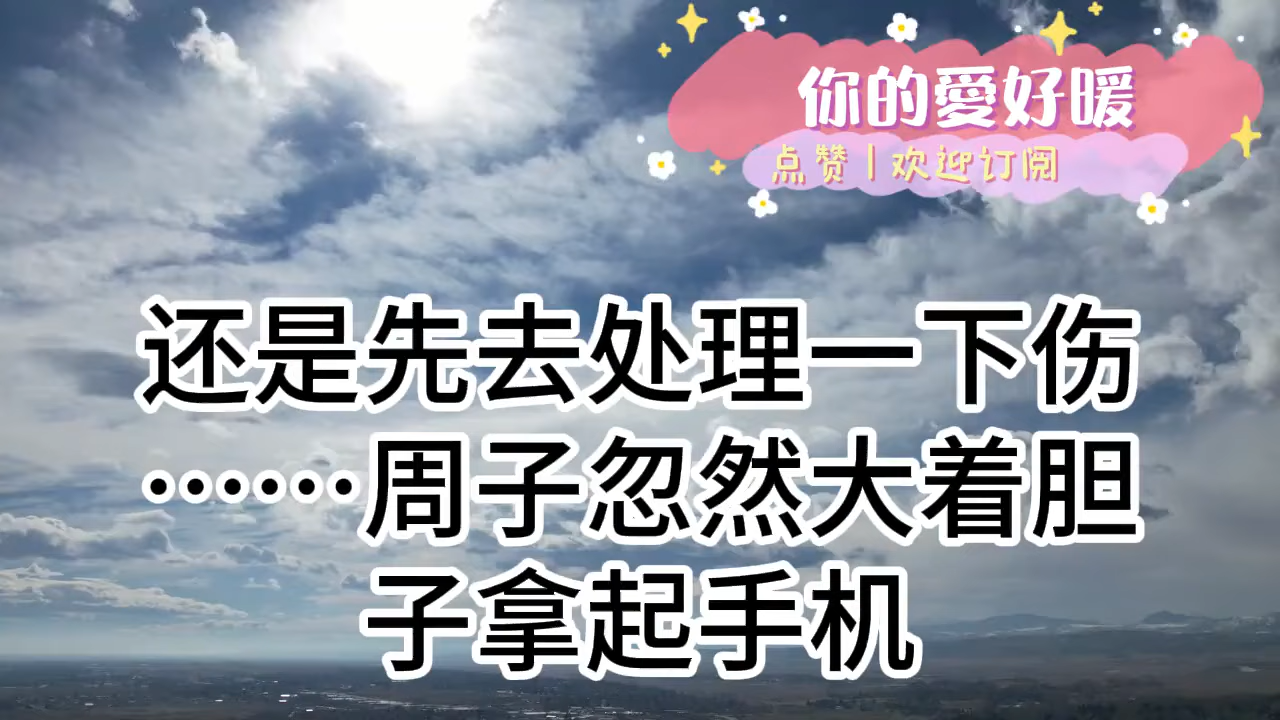 你的愛好暖
点赞 | 欢迎订阅
还是先去处理一下伤
……周子忽然大着胆
子拿起手机